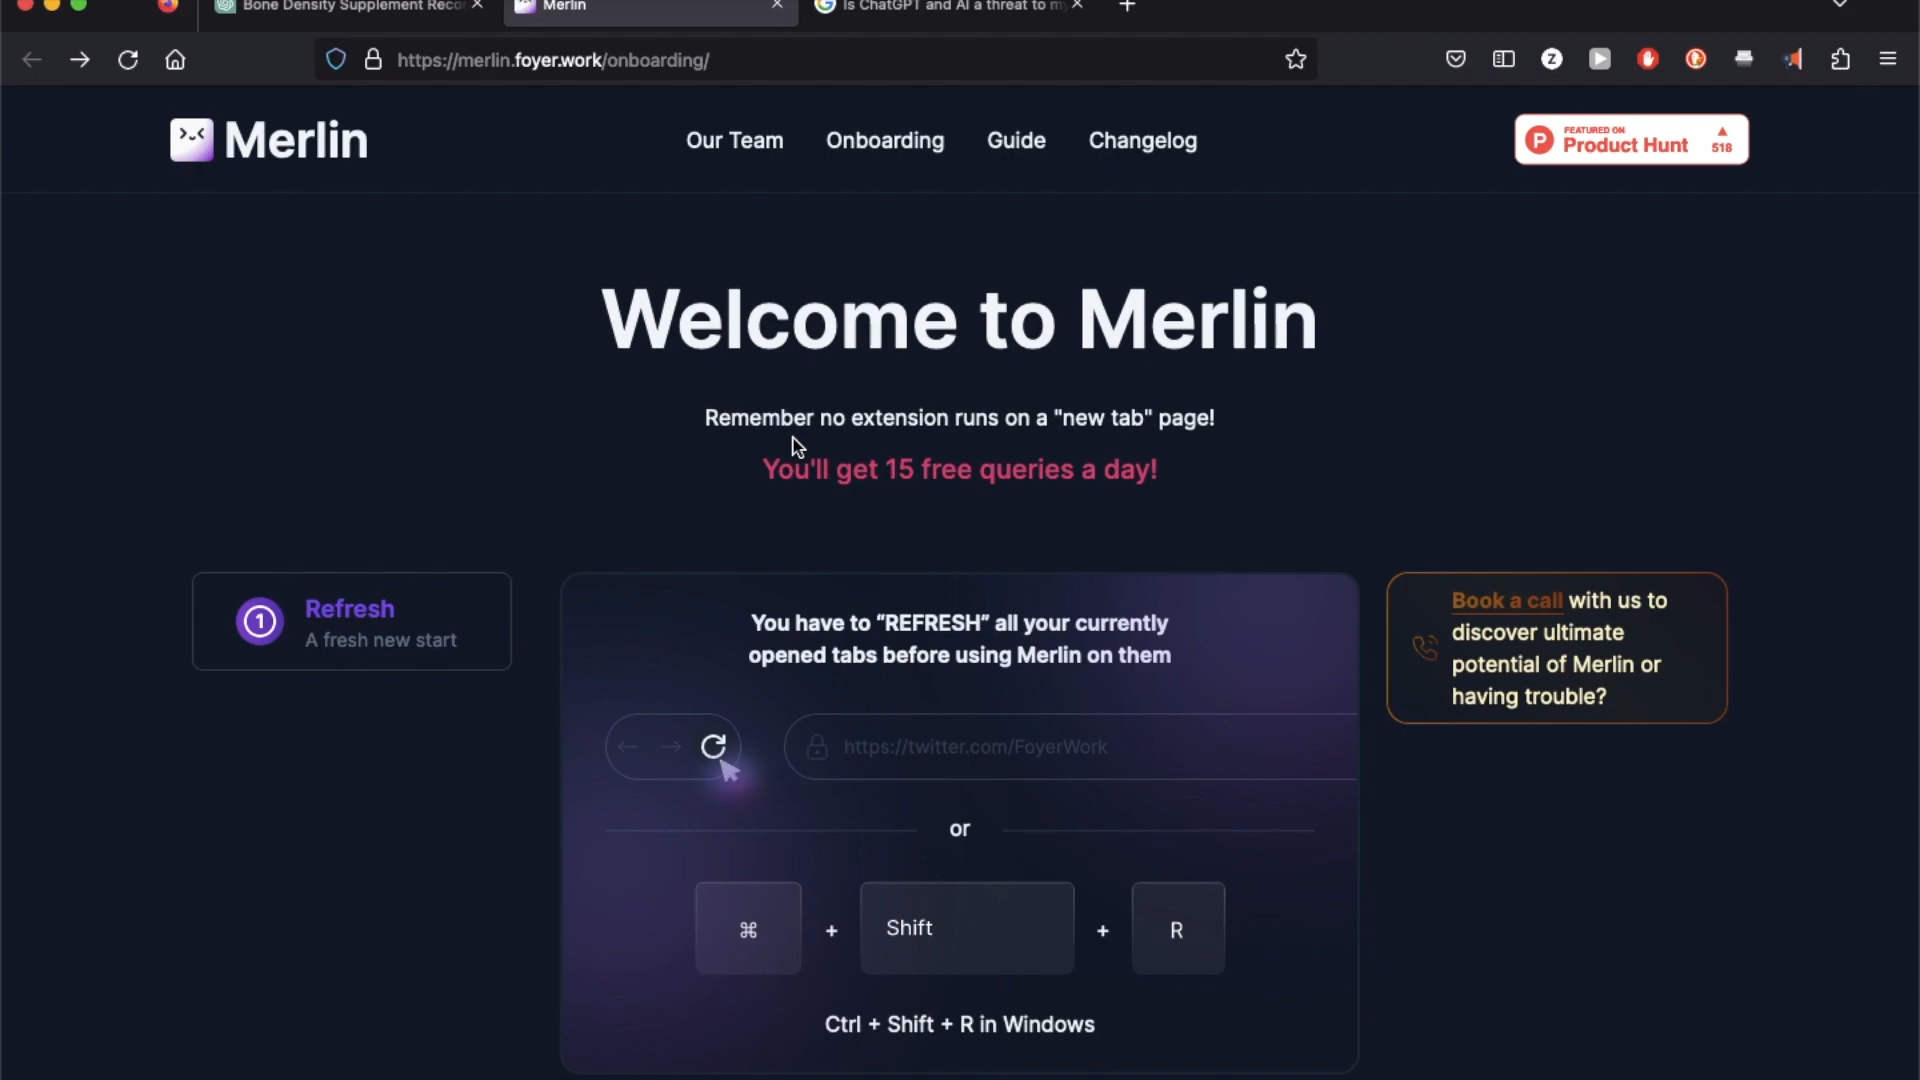 Bone Density Supplement Reco
Merlin
Is ChatGPT and AI a threat to my
https://merlin.foyer.work/onboarding/
Z
Merlin
Our Team
Onboarding
Guide
Changelog
P
FEATURED ON
Product Hunt
518
Welcome to Merlin
Remember no extension runs on a "new tab" page!
You'll get 15 free queries a day!
1
Refresh
A fresh new start
You have to “REFRESH” all your currently
opened tabs before using Merlin on them
https://twitter.com/FoyerWork
or
⌘ + Shift + R
Ctrl + Shift + R in Windows
Book a call with us to
discover ultimate
potential of Merlin or
having trouble?